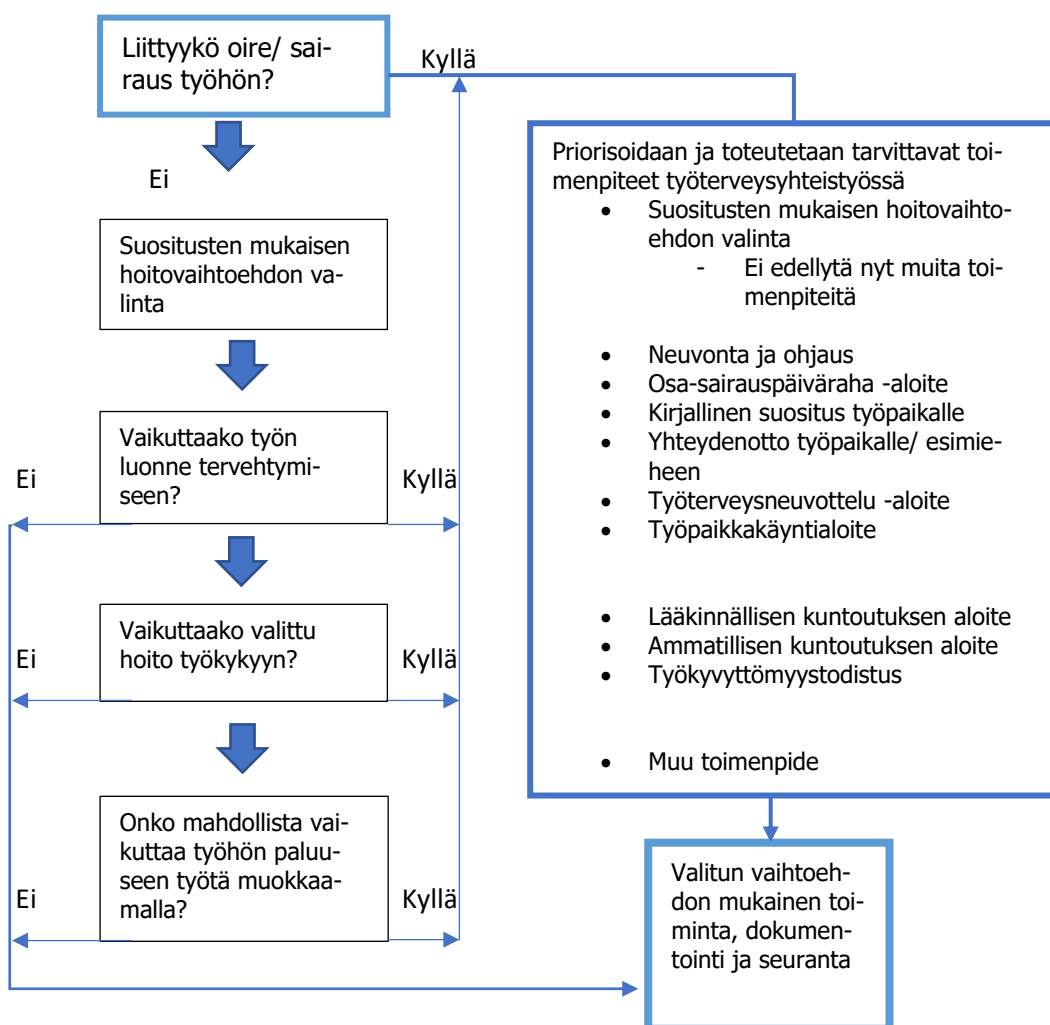 Liittyykö oire/ sai-
raus työhön?
Kyllä
Ei
Suositusten mukaisen
hoitovaihtoehdon va-
linta
Vaikuttaako työn
luonne tervehtymi-
seen?
Ei
Kyllä
Vaikuttaako valittu
hoito työkykyyn?
Ei
Kyllä
Onko mahdollista vai-
kuttaa työhön paluu-
seen työtä muokkaa-
malla?
Ei
Kyllä
Priorisoidaan ja toteutetaan tarvittavat toi-
menpiteet työterveysyhteistyössä
• Suositusten mukaisen hoitovaihto-
ehdon valinta
- Ei edellytä nyt muita toi-
menpiteitä
• Neuvonta ja ohjaus
• Osa-sairauspäiväraha -aloite
• Kirjallinen suositus työpaikalle
• Yhteydenotto työpaikalle/ esimie-
heen
• Työterveysneuvottelu -aloite
• Työpaikkakäyntialoite
• Lääkinnällisen kuntoutuksen aloite
• Ammatillisen kuntoutuksen aloite
• Työkyvyttömyystodistus
• Muu toimenpide
Valitun vaihtoeh-
don mukainen toi-
minta, dokumen-
tointi ja seuranta